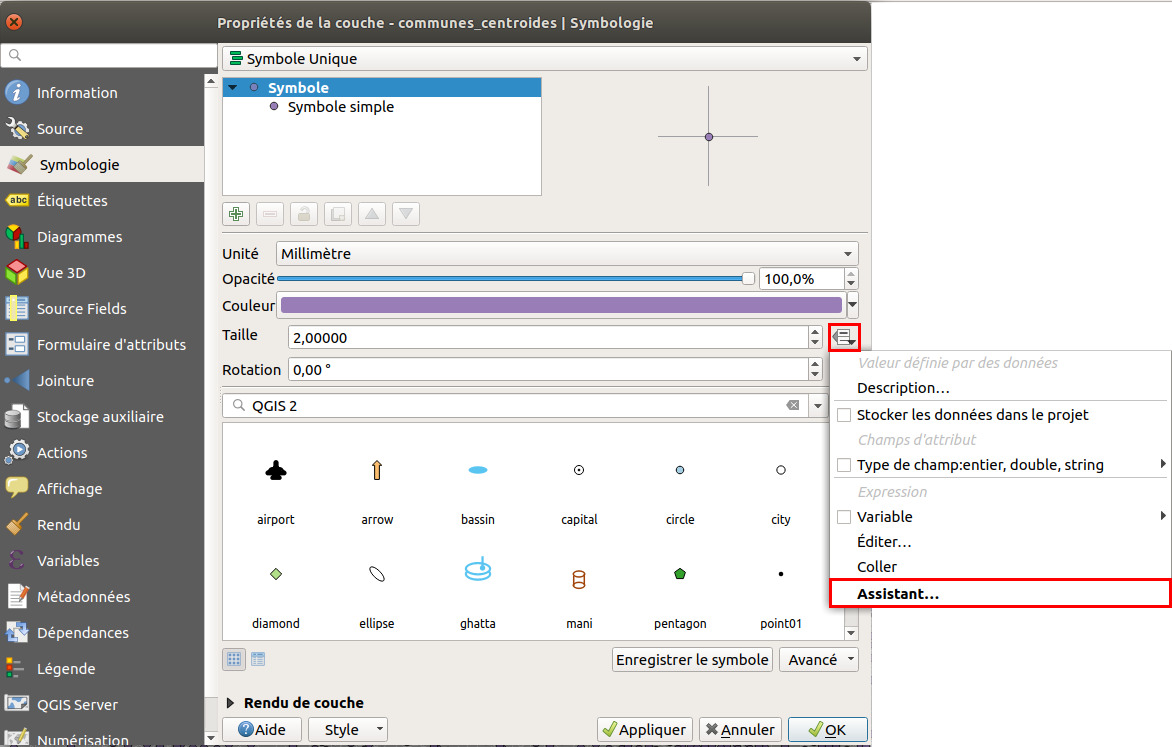 Propriétés de la couche - communes_centroides | Symbologie
Information
Source
Symbologie
abc Étiquettes
Diagrammes
Vue 3D
Source Fields
Formulaire d'attributs
Jointure
Stockage auxiliaire
Actions
Affichage
Rendu
Variables
Métadonnées
Dépendances
Légende
QGIS Server
Numérisation
Symbole Unique
Symbole
Symbole simple
Unité Millimètre
Opacité 100,0%
Couleur
Taille 2,00000
Rotation 0,00 °
QGIS 2
airport arrow bassin capital circle city
diamond ellipse ghatta mani pentagon point01
Enregistrer le symbole Avancé
Rendu de couche
Aide Style Appliquer Annuler OK
Valeur définie par des données
Description...
Stocker les données dans le projet
Champs d'attribut
Type de champ:entier, double, string
Expression
Variable
Éditer...
Coller
Assistant...